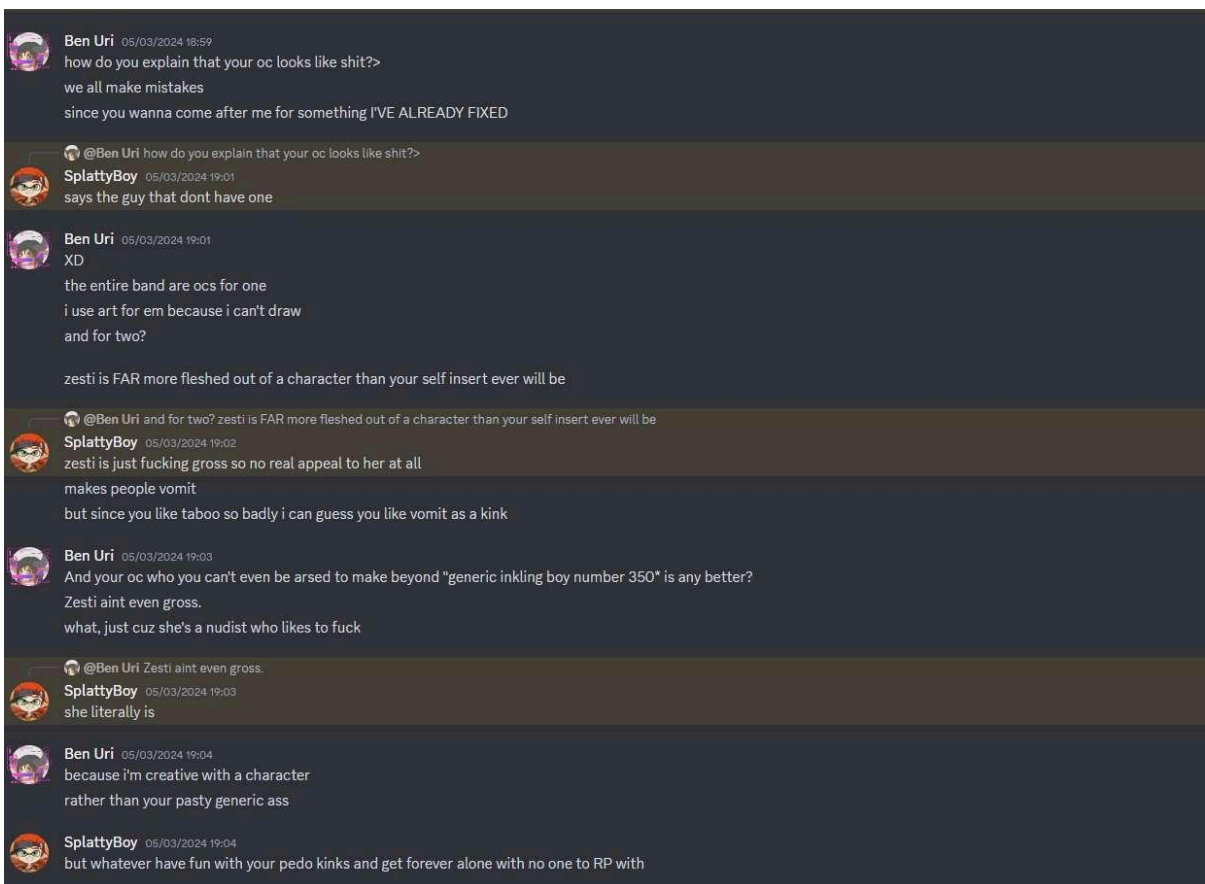 Ben Uri 05/03/2024 18:59
how do you explain that your oc looks like shit?>
we all make mistakes
since you wanna come after me for something I'VE ALREADY FIXED
@Ben Uri how do you explain that your oc looks like shit?>
SplattyBoy 05/03/2024 19:01
says the guy that dont have one
Ben Uri 05/03/2024 19:01
XD
the entire band are ocs for one
i use art for em because i can't draw
and for two?
zesti is FAR more fleshed out of a character than your self insert ever will be
@Ben Uri and for two? zesti is FAR more fleshed out of a character than your self insert ever will be
SplattyBoy 05/03/2024 19:02
zesti is just fucking gross so no real appeal to her at all
makes people vomit
but since you like taboo so badly i can guess you like vomit as a kink
Ben Uri 05/03/2024 19:03
And your oc who you can't even be arsed to make beyond "generic inkling boy number 350* is any better?
Zesti aint even gross.
what, just cuz she's a nudist who likes to fuck
@Ben Uri Zesti aint even gross.
SplattyBoy 05/03/2024 19:03
she literally is
Ben Uri 05/03/2024 19:04
because i'm creative with a character
rather than your pasty generic ass
SplattyBoy 05/03/2024 19:04
but whatever have fun with your pedo kinks and get forever alone with no one to RP with